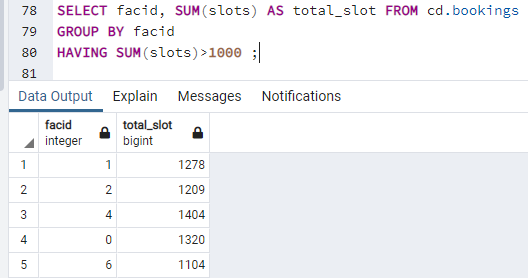 78 SELECT facid, SUM(slots) AS total_slot FROM cd.bookings
79 GROUP BY facid
80 HAVING SUM(slots)>1000 ;
81
Data Output Explain Messages Notifications
facid total_slot
integer bigint
1 1 1278
2 2 1209
3 4 1404
4 0 1320
5 6 1104